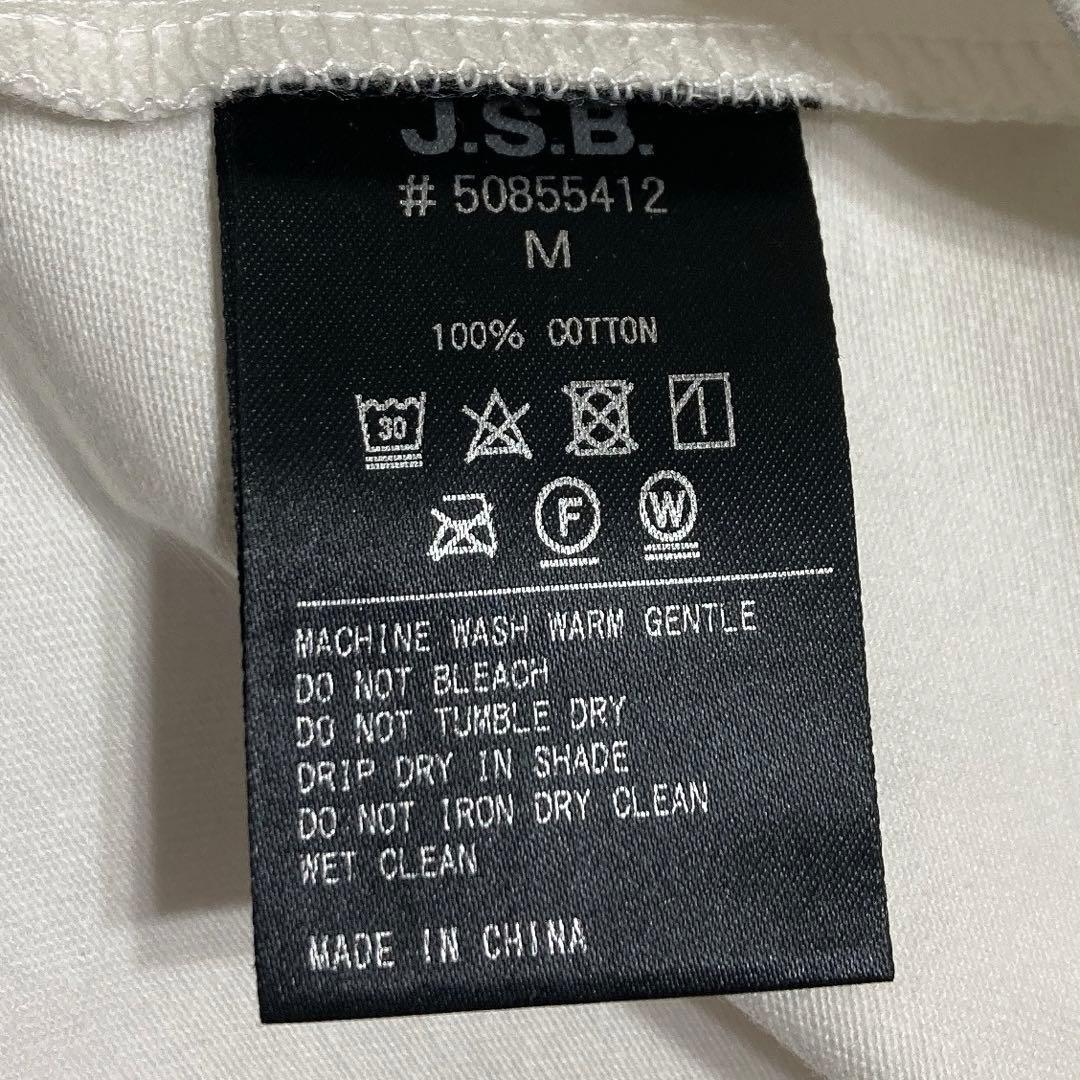 J.S.B.
# 50855412
M
100% COTTON
30
F W
MACHINE WASH WARM GENTLE
DO NOT BLEACH
DO NOT TUMBLE DRY
DRIP DRY IN SHADE
DO NOT IRON DRY CLEAN
WET CLEAN
MADE IN CHINA